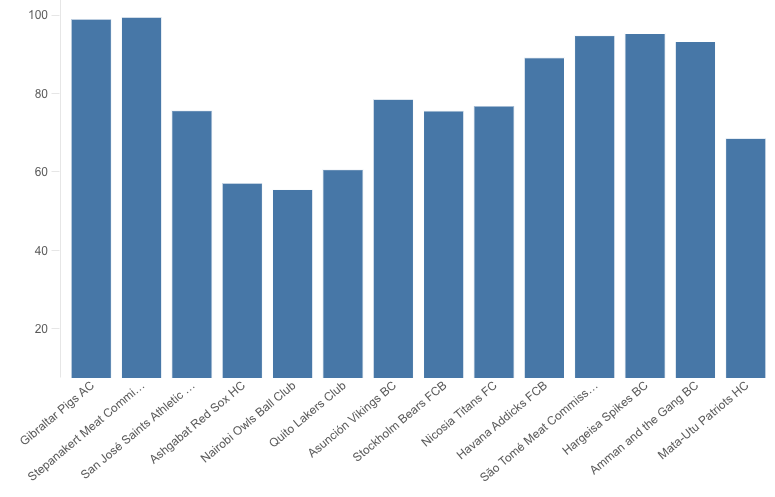 100
80
60
40
20
Gibraltar Pigs AC
Stepanakert Meat Commi…
San José Saints Athletic …
Ashgabat Red Sox HC
Nairobi Owls Ball Club
Quito Lakers Club
Asunción Vikings BC
Stockholm Bears FCB
Nicosia Titans FC
Havana Addicks FCB
São Tomé Meat Commiss…
Hargeisa Spikes BC
Amman and the Gang BC
Mata-Utu Patriots HC